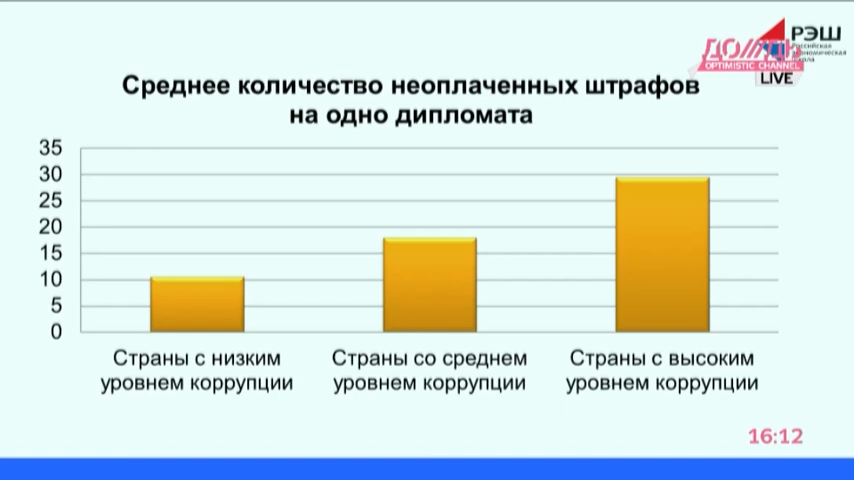 РЭШ
Российская
экономическая
школа
ДОЖДЬ
OPTIMISTIC CHANNEL
LIVE
Среднее количество неоплаченных штрафов
на одно дипломата
35
30
25
20
15
10
5
0
Страны с низким
уровнем коррупции
Страны со среднем
уровнем коррупции
Страны с высоким
уровнем коррупции
16:12